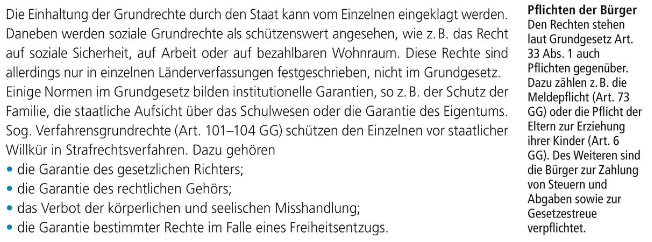 Die Einhaltung der Grundrechte durch den Staat kann vom Einzelnen eingeklagt werden.
Daneben werden soziale Grundrechte als schützenswert angesehen, wie z. B. das Recht
auf soziale Sicherheit, auf Arbeit oder auf bezahlbaren Wohnraum. Diese Rechte sind
allerdings nur in einzelnen Länderverfassungen festgeschrieben, nicht im Grundgesetz.
Einige Normen im Grundgesetz bilden institutionelle Garantien, so z. B. der Schutz der
Familie, die staatliche Aufsicht über das Schulwesen oder die Garantie des Eigentums.
Sog. Verfahrensgrundrechte (Art. 101–104 GG) schützen den Einzelnen vor staatlicher
Willkür in Strafrechtsverfahren. Dazu gehören
• die Garantie des gesetzlichen Richters;
• die Garantie des rechtlichen Gehörs;
• das Verbot der körperlichen und seelischen Misshandlung;
• die Garantie bestimmter Rechte im Falle eines Freiheitsentzugs.
Pflichten der Bürger
Den Rechten stehen
laut Grundgesetz Art.
33 Abs. 1 auch
Pflichten gegenüber.
Dazu zählen z. B. die
Meldepflicht (Art. 73
GG) oder die Pflicht der
Eltern zur Erziehung
ihrer Kinder (Art. 6
GG). Des Weiteren sind
die Bürger zur Zahlung
von Steuern und
Abgaben sowie zur
Gesetzestreue
verpflichtet.